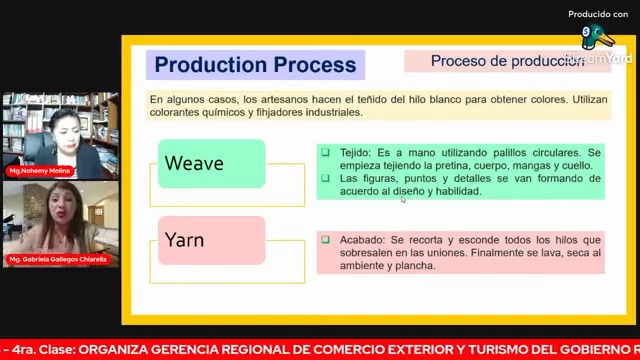 Producido con
StreamYard
Production Process
Proceso de producción
En algunos casos, los artesanos hacen el teñido del hilo blanco para obtener colores. Utilizan
colorantes químicos y fihjadores industriales.
Weave
Tejido: Es a mano utilizando palillos circulares. Se
empieza tejiendo la pretina, cuerpo, mangas y cuello.
Las figuras, puntos y detalles se van formando de
acuerdo al diseño y habilidad.
Mg.Nohemy Molina
Yarn
Acabado: Se recorta y esconde todos los hilos que
sobresalen en las uniones. Finalmente se lava, seca al
ambiente y plancha.
Mg. Gabriela Gallegos Chiarella
- 4ra. Clase: ORGANIZA GERENCIA REGIONAL DE COMERCIO EXTERIOR Y TURISMO DEL GOBIERNO R